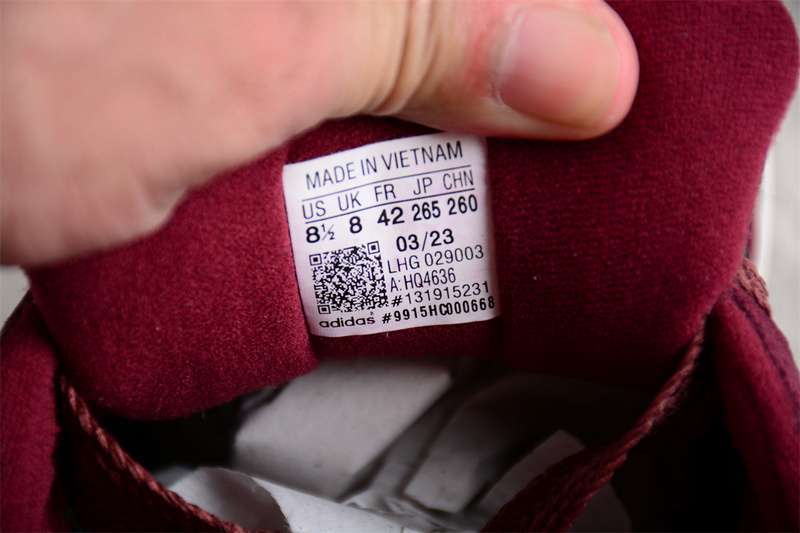 MADE IN VIETNAM
US UK FR JP CHN
8½ 8 42 265 260
03/23
LHG 029003
A:HQ4636
#131915231
adidas #9915HC000668